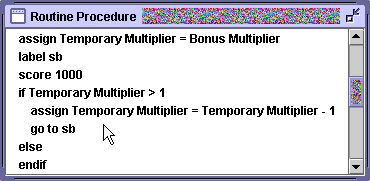 Routine Procedure
assign Temporary Multiplier = Bonus Multiplier
label sb
score 1000
if Temporary Multiplier > 1
assign Temporary Multiplier = Temporary Multiplier - 1
go to sb
else
endif